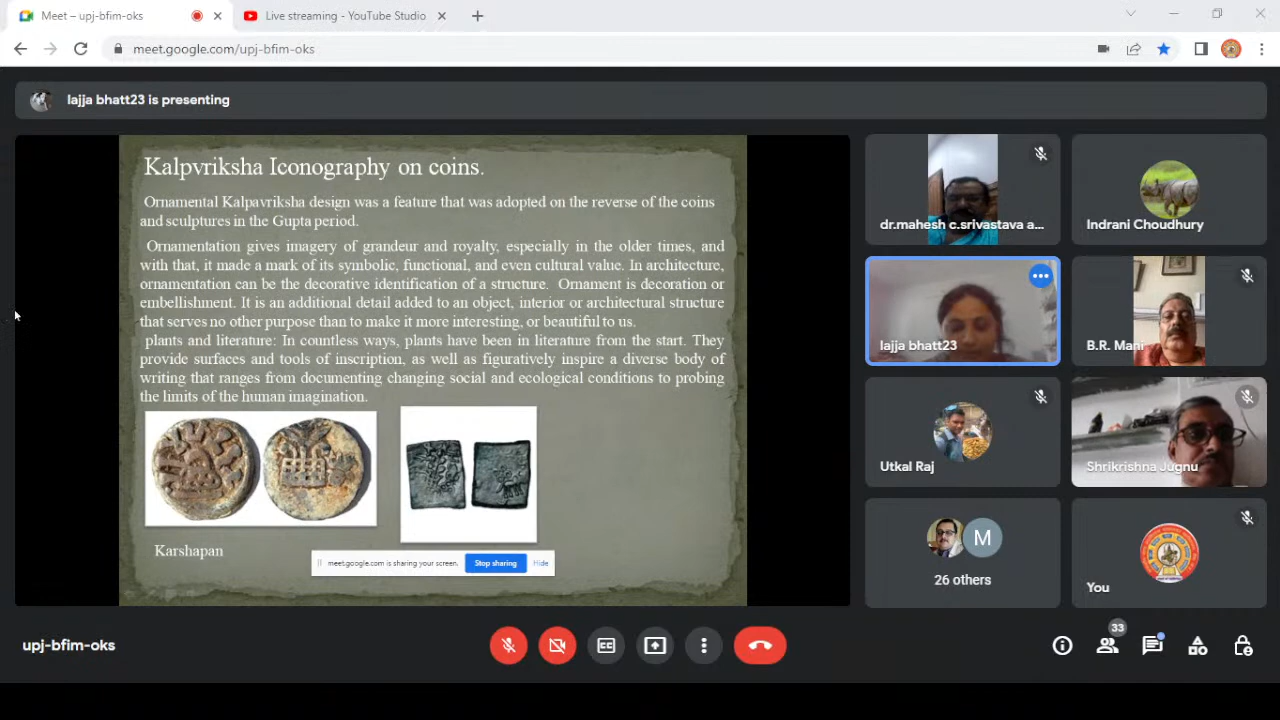 Meet – upj-bfim-oks
Live streaming - YouTube Studio
meet.google.com/upj-bfim-oks
lajja bhatt23 is presenting
Kalpvriksha Iconography on coins.
Ornamental Kalpavriksha design was a feature that was adopted on the reverse of the coins
and sculptures in the Gupta period.
Ornamentation gives imagery of grandeur and royalty, especially in the older times, and
with that, it made a mark of its symbolic, functional, and even cultural value. In architecture,
ornamentation can be the decorative identification of a structure. Ornament is decoration or
embellishment. It is an additional detail added to an object, interior or architectural structure
that serves no other purpose than to make it more interesting, or beautiful to us.
plants and literature: In countless ways, plants have been in literature from the start. They
provide surfaces and tools of inscription, as well as figuratively inspire a diverse body of
writing that ranges from documenting changing social and ecological conditions to probing
the limits of the human imagination.
Karshapan
meet.google.com is sharing your screen.
Stop sharing
Hide
dr.mahesh c.srivastava a...
Indrani Choudhury
lajja bhatt23
B.R. Mani
Utkal Raj
Shrikrishna Jugnu
M
26 others
You
upj-bfim-oks
CC
33